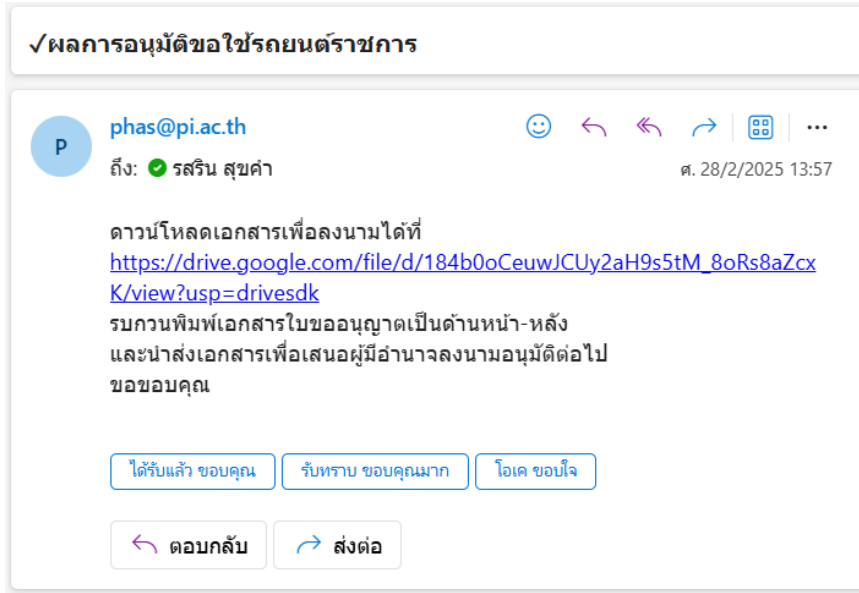 ✓ผลการอนุมัติขอใช้รถยนต์ราชการ
P
phas@pi.ac.th
ถึง: รสริน สุขคำ
ศ. 28/2/2025 13:57
ดาวน์โหลดเอกสารเพื่อลงนามได้ที่
https://drive.google.com/file/d/184b0oCeuwJCUy2aH9s5tM_8oRs8aZcx
K/view?usp=drivesdk
รบกวนพิมพ์เอกสารใบขออนุญาตเป็นด้านหน้า-หลัง
และนำส่งเอกสารเพื่อเสนอผู้มีอำนาจลงนามอนุมัติต่อไป
ขอขอบคุณ
ได้รับแล้ว ขอบคุณ
รับทราบ ขอบคุณมาก
โอเค ขอบใจ
ตอบกลับ
ส่งต่อ